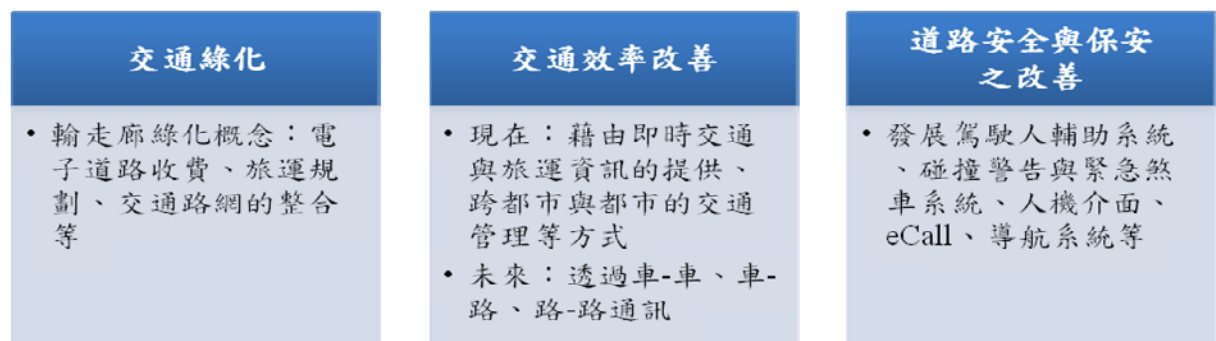 交通綠化
• 輸走廊綠化概念：電
子道路收費、旅運規
劃、交通路網的整合
等
交通效率改善
• 現在：藉由即時交通
與旅運資訊的提供、
跨都市與都市的交通
管理等方式
• 未來：透過車-車、車-
路、路-路通訊
道路安全與保安
之改善
• 發展駕駛人輔助系統
、碰撞警告與緊急煞
車系統、人機介面、
eCall、導航系統等